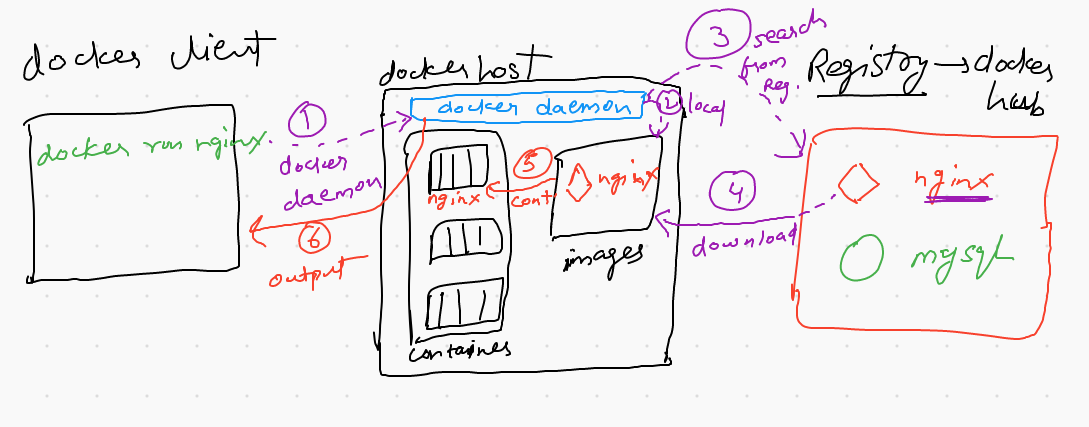 docker client
docker host
Registry → docker
hub
docker daemon
docker run nginx.
1
docker
daemon
2
local
3
search
from
Reg.
4
download
nginx
mysql
nginx
images
5
cont
nginx
containes
6
output